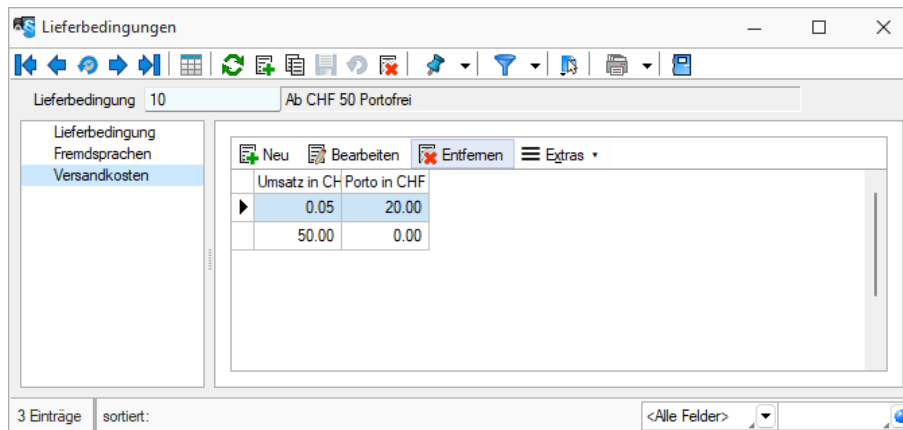 Lieferbedingungen
Lieferbedingung 10 Ab CHF 50 Portofrei
Lieferbedingung
Fremdsprachen
Versandkosten
Neu Bearbeiten Entfernen Extras
Umsatz in CH Porto in CHF
0.05 20.00
50.00 0.00
3 Einträge sortiert: <Alle Felder>